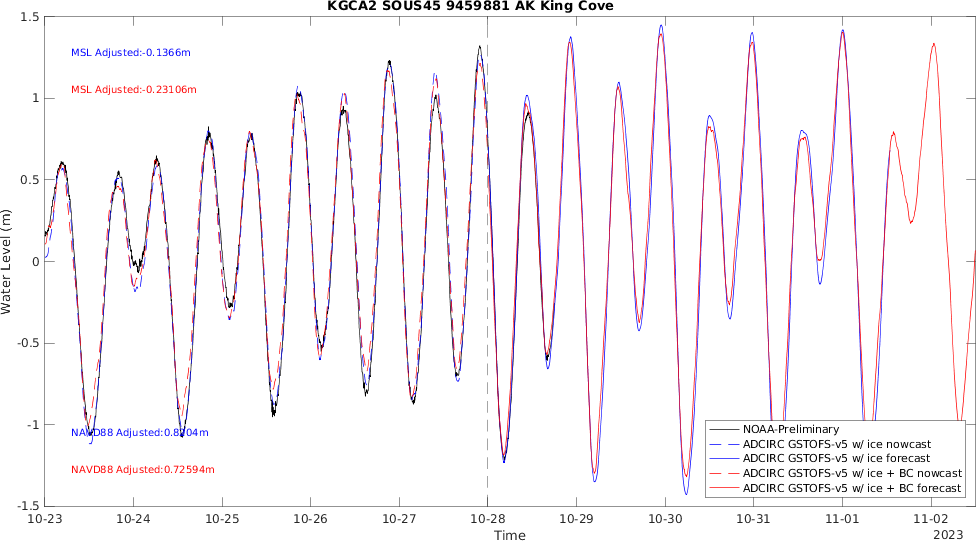 KGCA2 SOUS45 9459881 AK King Cove
1.5
1
0.5
0
-0.5
-1
-1.5
Water Level (m)
MSL Adjusted:-0.1366m
MSL Adjusted:-0.23106m
NAVD88 Adjusted:0.8204m
NAVD88 Adjusted:0.72594m
NOAA-Preliminary
ADCIRC GSTOFS-v5 w/ ice nowcast
ADCIRC GSTOFS-v5 w/ ice forecast
ADCIRC GSTOFS-v5 w/ ice + BC nowcast
ADCIRC GSTOFS-v5 w/ ice + BC forecast
10-23 10-24 10-25 10-26 10-27 10-28 10-29 10-30 10-31 11-01 11-02
Time
2023